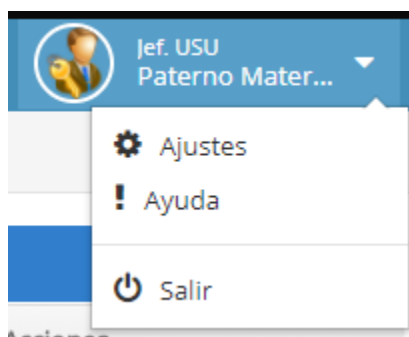 Jef. USU
Paterno Mater...
Ajustes
Ayuda
Salir